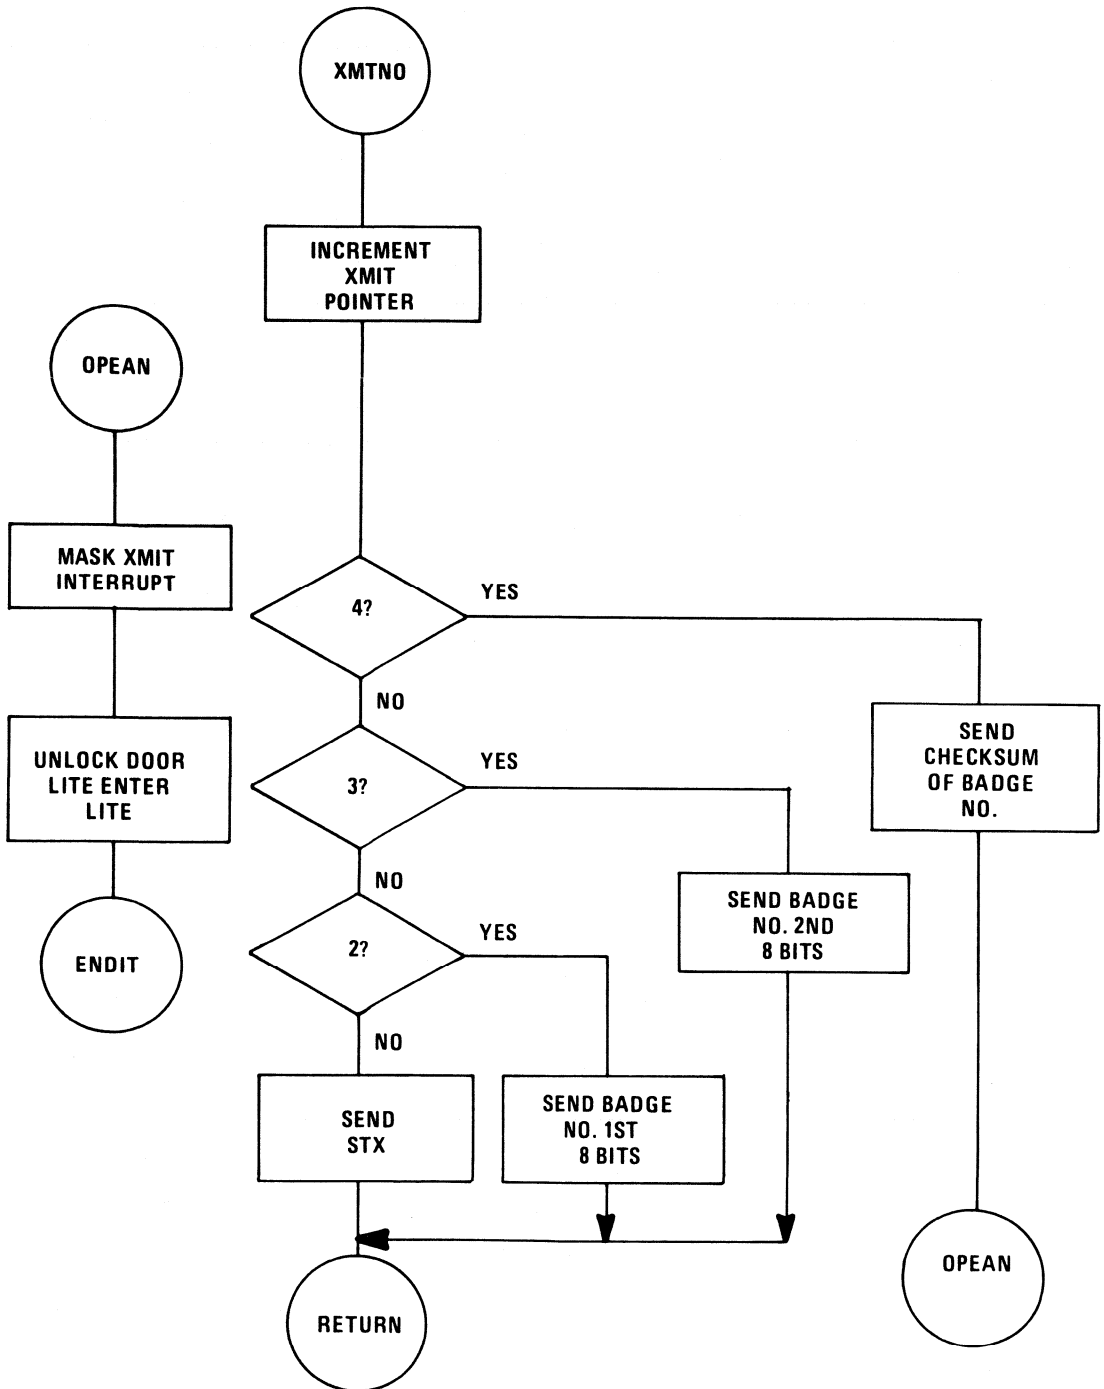 XMTNO
INCREMENT
XMIT
POINTER
OPEAN
MASK XMIT
INTERRUPT
UNLOCK DOOR
LITE ENTER
LITE
ENDIT
4?
YES
NO
SEND
CHECKSUM
OF BADGE
NO.
3?
YES
NO
SEND BADGE
NO. 2ND
8 BITS
2?
YES
NO
SEND
STX
SEND BADGE
NO. 1ST
8 BITS
OPEAN
RETURN